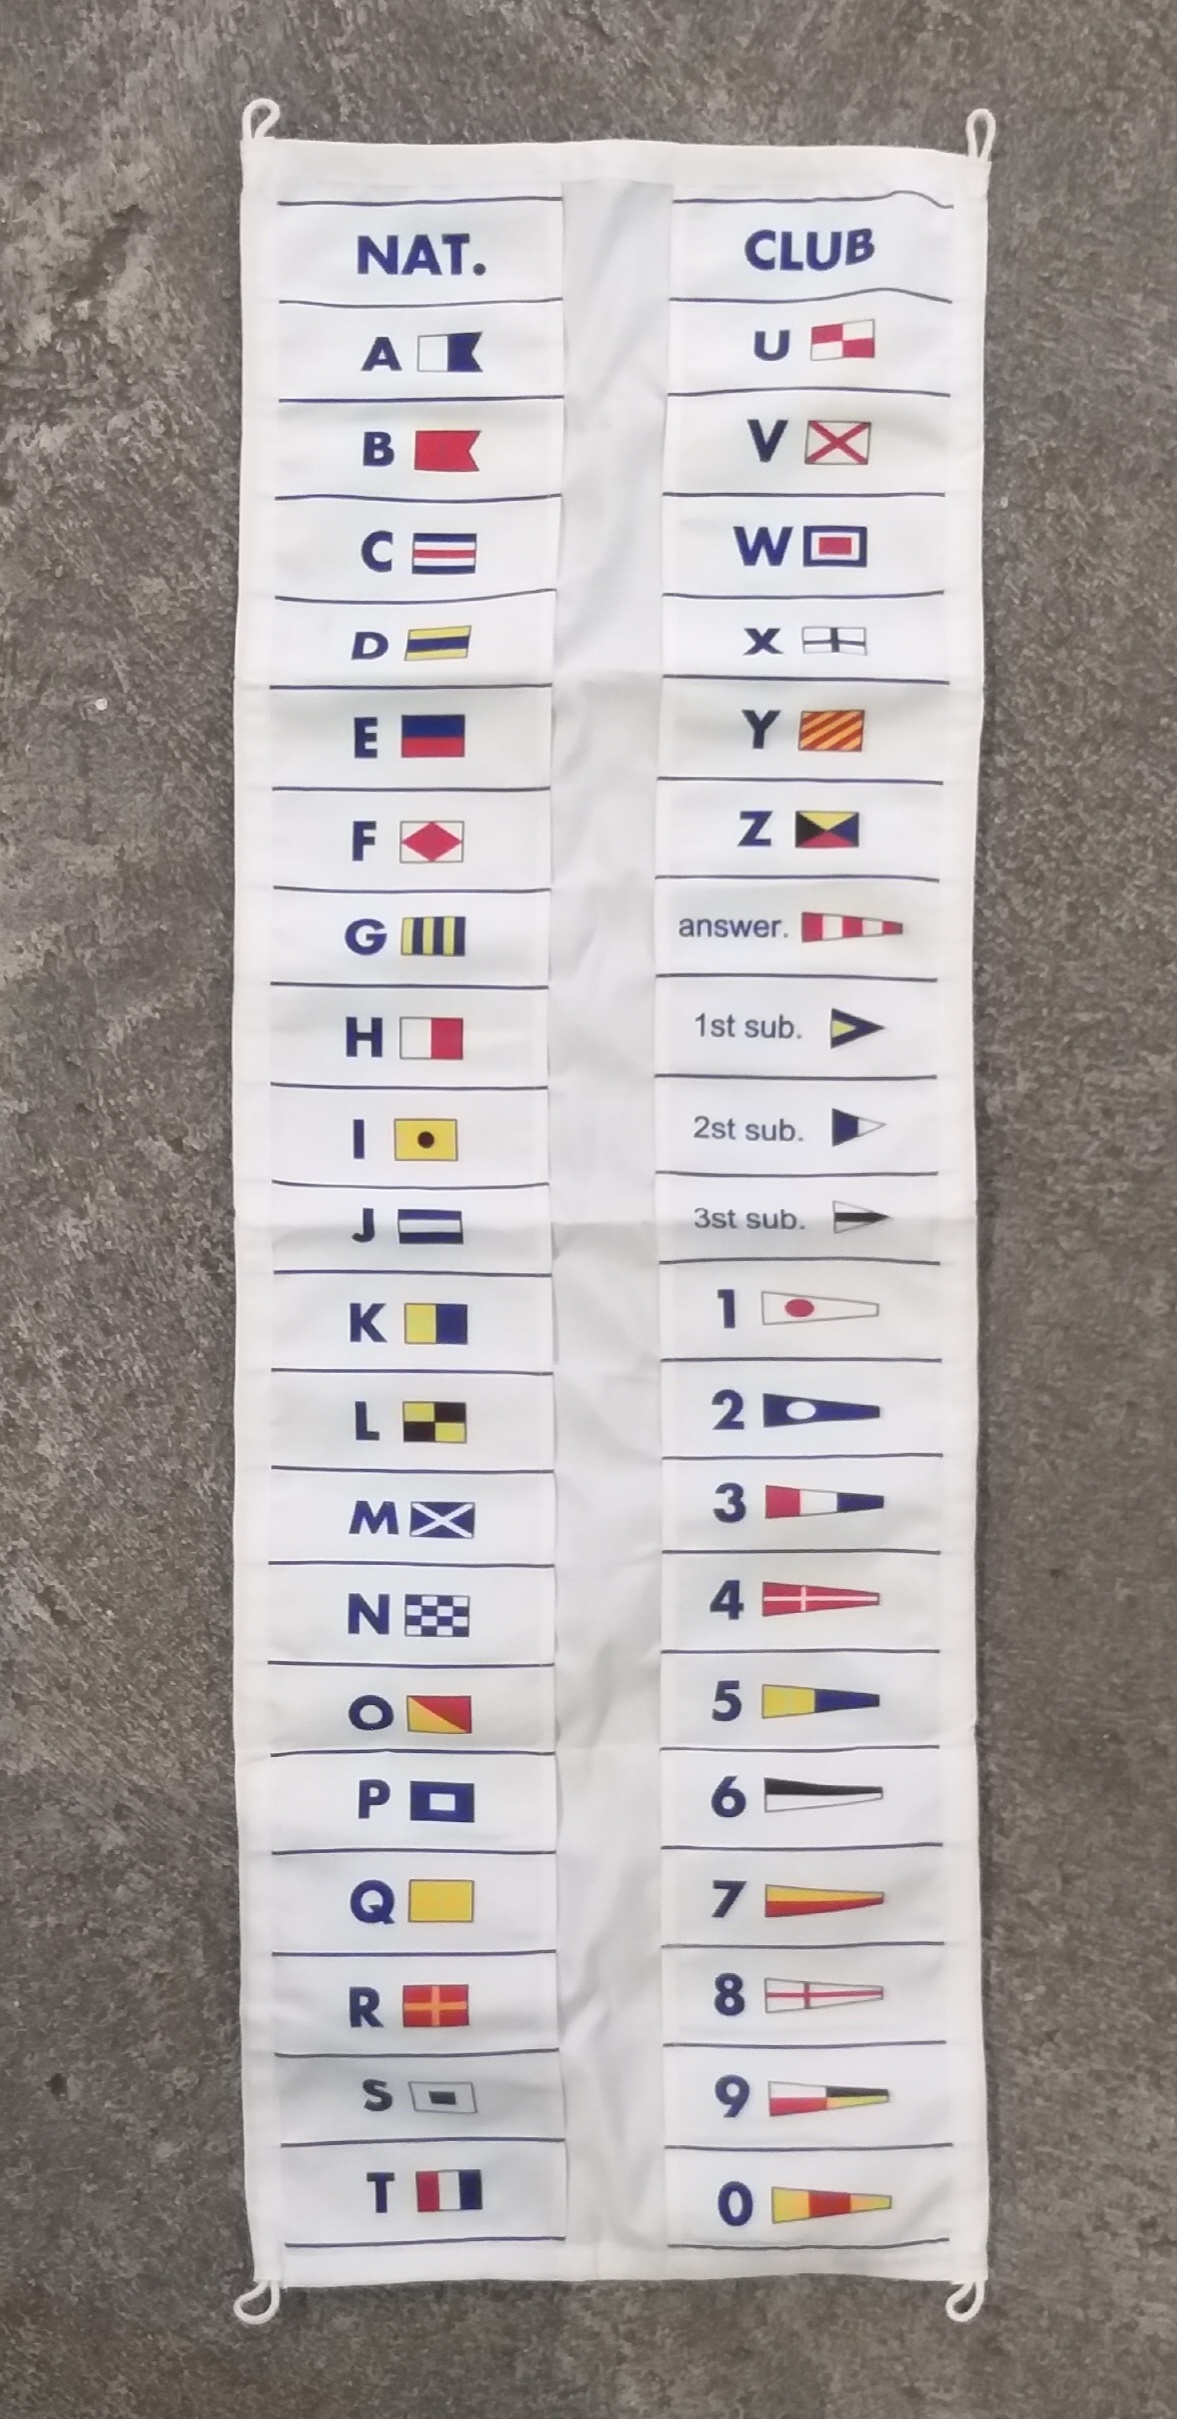 NAT.
A
B
C
D
E
F
G
H
I
J
K
L
M
N
O
P
Q
R
S
T
CLUB
U
V
W
X
Y
Z
answer.
1st sub.
2st sub.
3st sub.
1
2
3
4
5
6
7
8
9
0